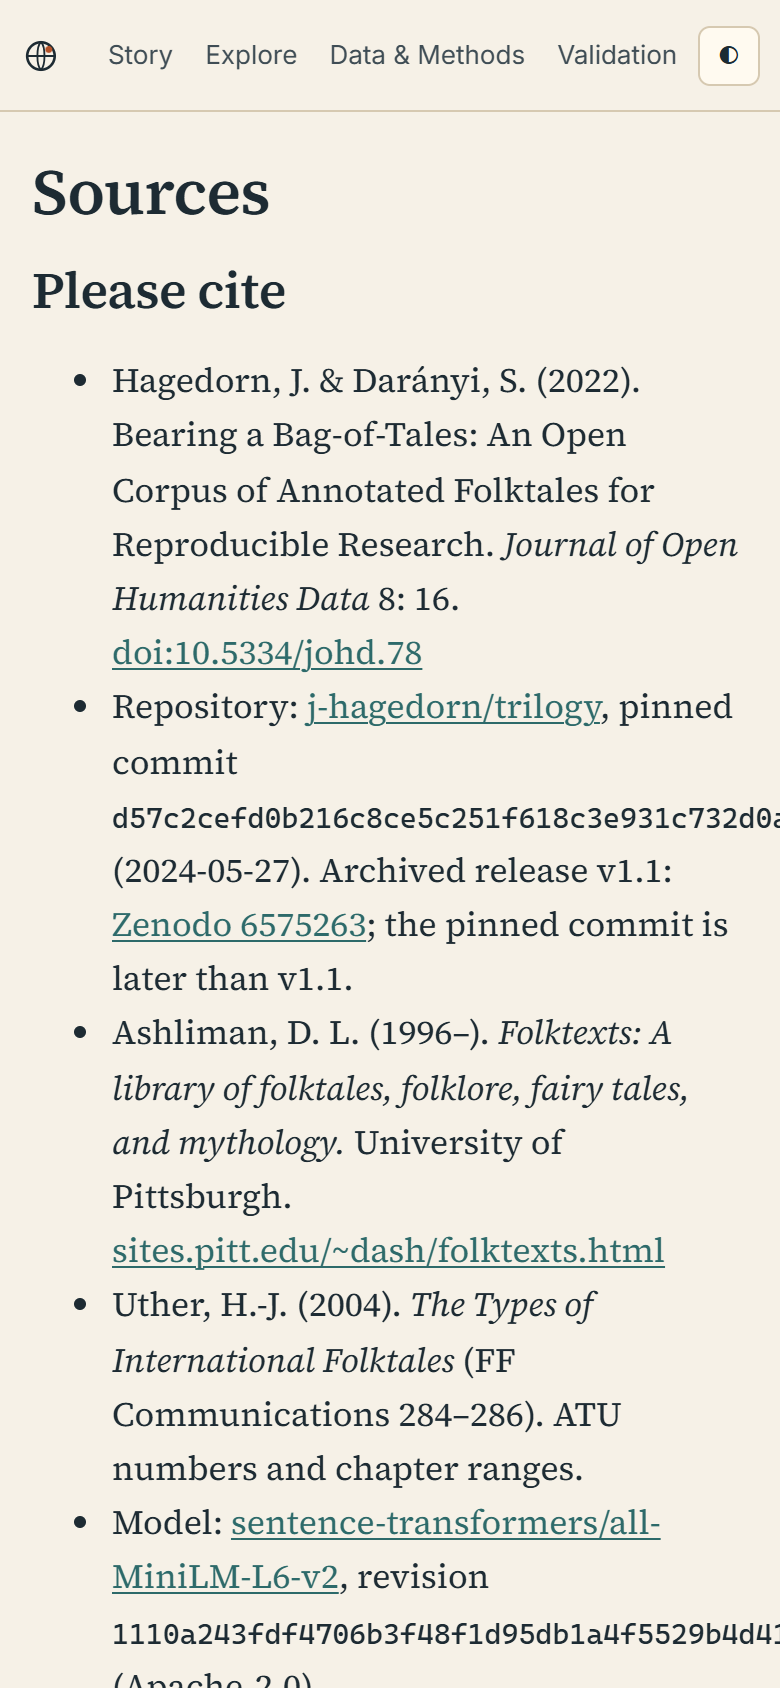 Story Explore Data & Methods Validation
Sources
Please cite
Hagedorn, J. & Darányi, S. (2022).
Bearing a Bag-of-Tales: An Open
Corpus of Annotated Folktales for
Reproducible Research. Journal of Open
Humanities Data 8: 16.
doi:10.5334/johd.78
Repository: j-hagedorn/trilogy, pinned
commit
d57c2cefd0b216c8ce5c251f618c3e931c732d0a
(2024-05-27). Archived release v1.1:
Zenodo 6575263; the pinned commit is
later than v1.1.
Ashliman, D. L. (1996–). Folktexts: A
library of folktales, folklore, fairy tales,
and mythology. University of
Pittsburgh.
sites.pitt.edu/~dash/folktexts.html
Uther, H.-J. (2004). The Types of
International Folktales (FF
Communications 284–286). ATU
numbers and chapter ranges.
Model: sentence-transformers/all-
MiniLM-L6-v2, revision
1110a243fdf4706b3f48f1d95db1a4f5529b4d41
(Apache-2.0)